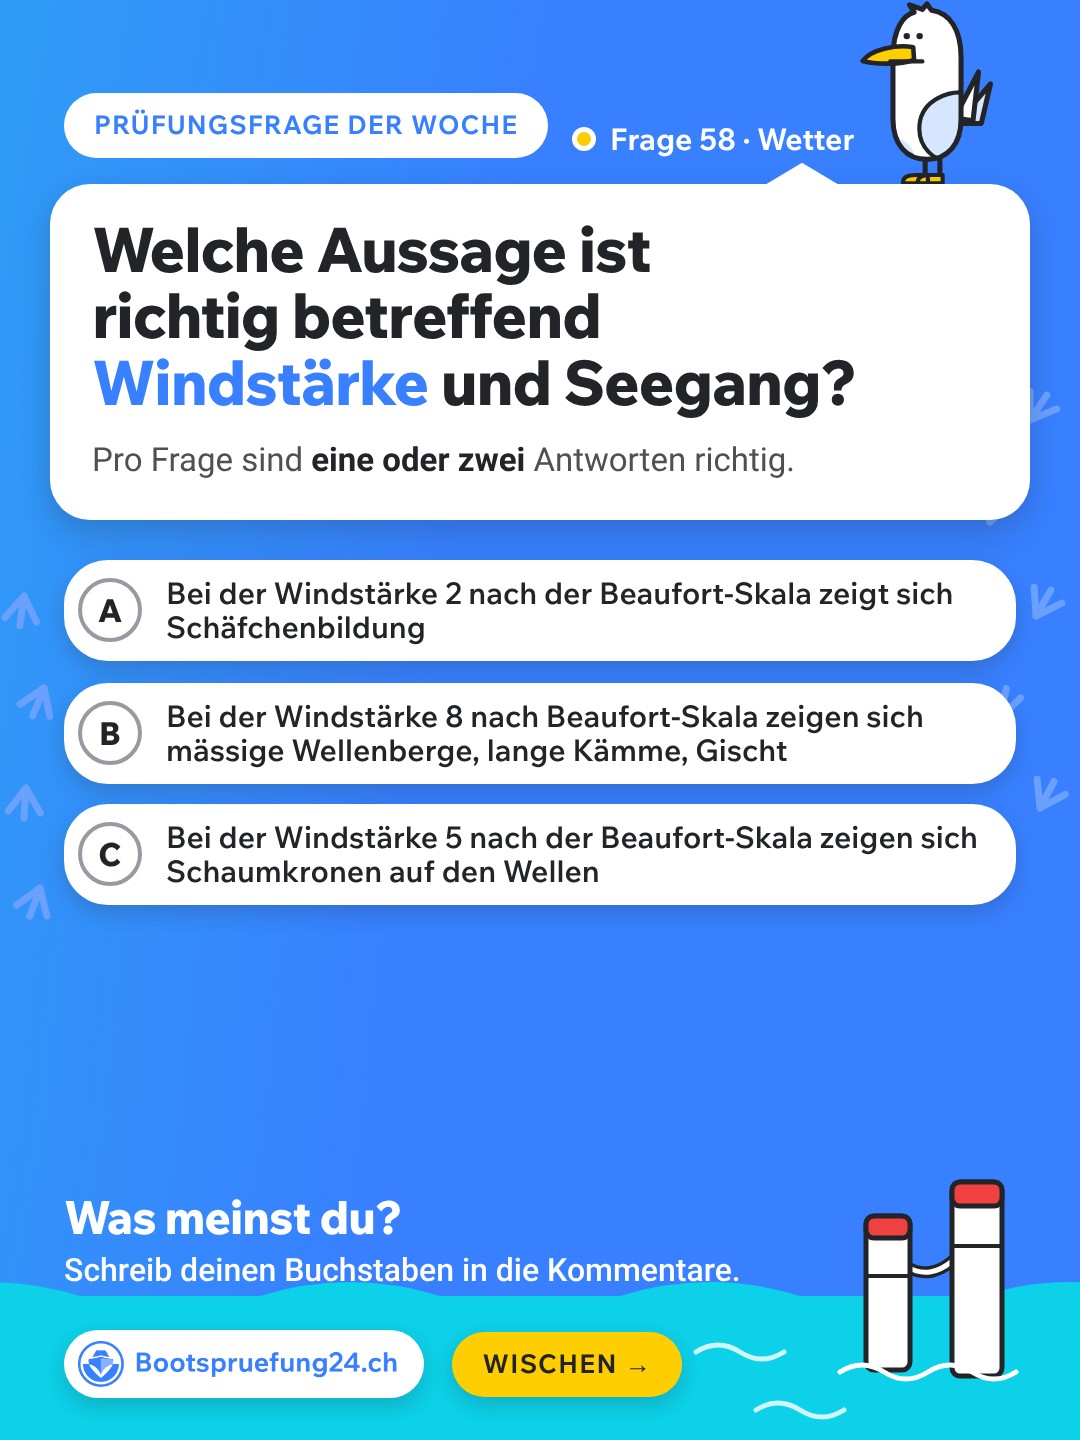 PRÜFUNGSFRAGE DER WOCHE
Frage 58 · Wetter
Welche Aussage ist
richtig betreffend
Windstärke und Seegang?
Pro Frage sind eine oder zwei Antworten richtig.
A
Bei der Windstärke 2 nach der Beaufort-Skala zeigt sich
Schäfchenbildung
B
Bei der Windstärke 8 nach Beaufort-Skala zeigen sich
mässige Wellenberge, lange Kämme, Gischt
C
Bei der Windstärke 5 nach der Beaufort-Skala zeigen sich
Schaumkronen auf den Wellen
Was meinst du?
Schreib deinen Buchstaben in die Kommentare.
Bootspruefung24.ch
WISCHEN →